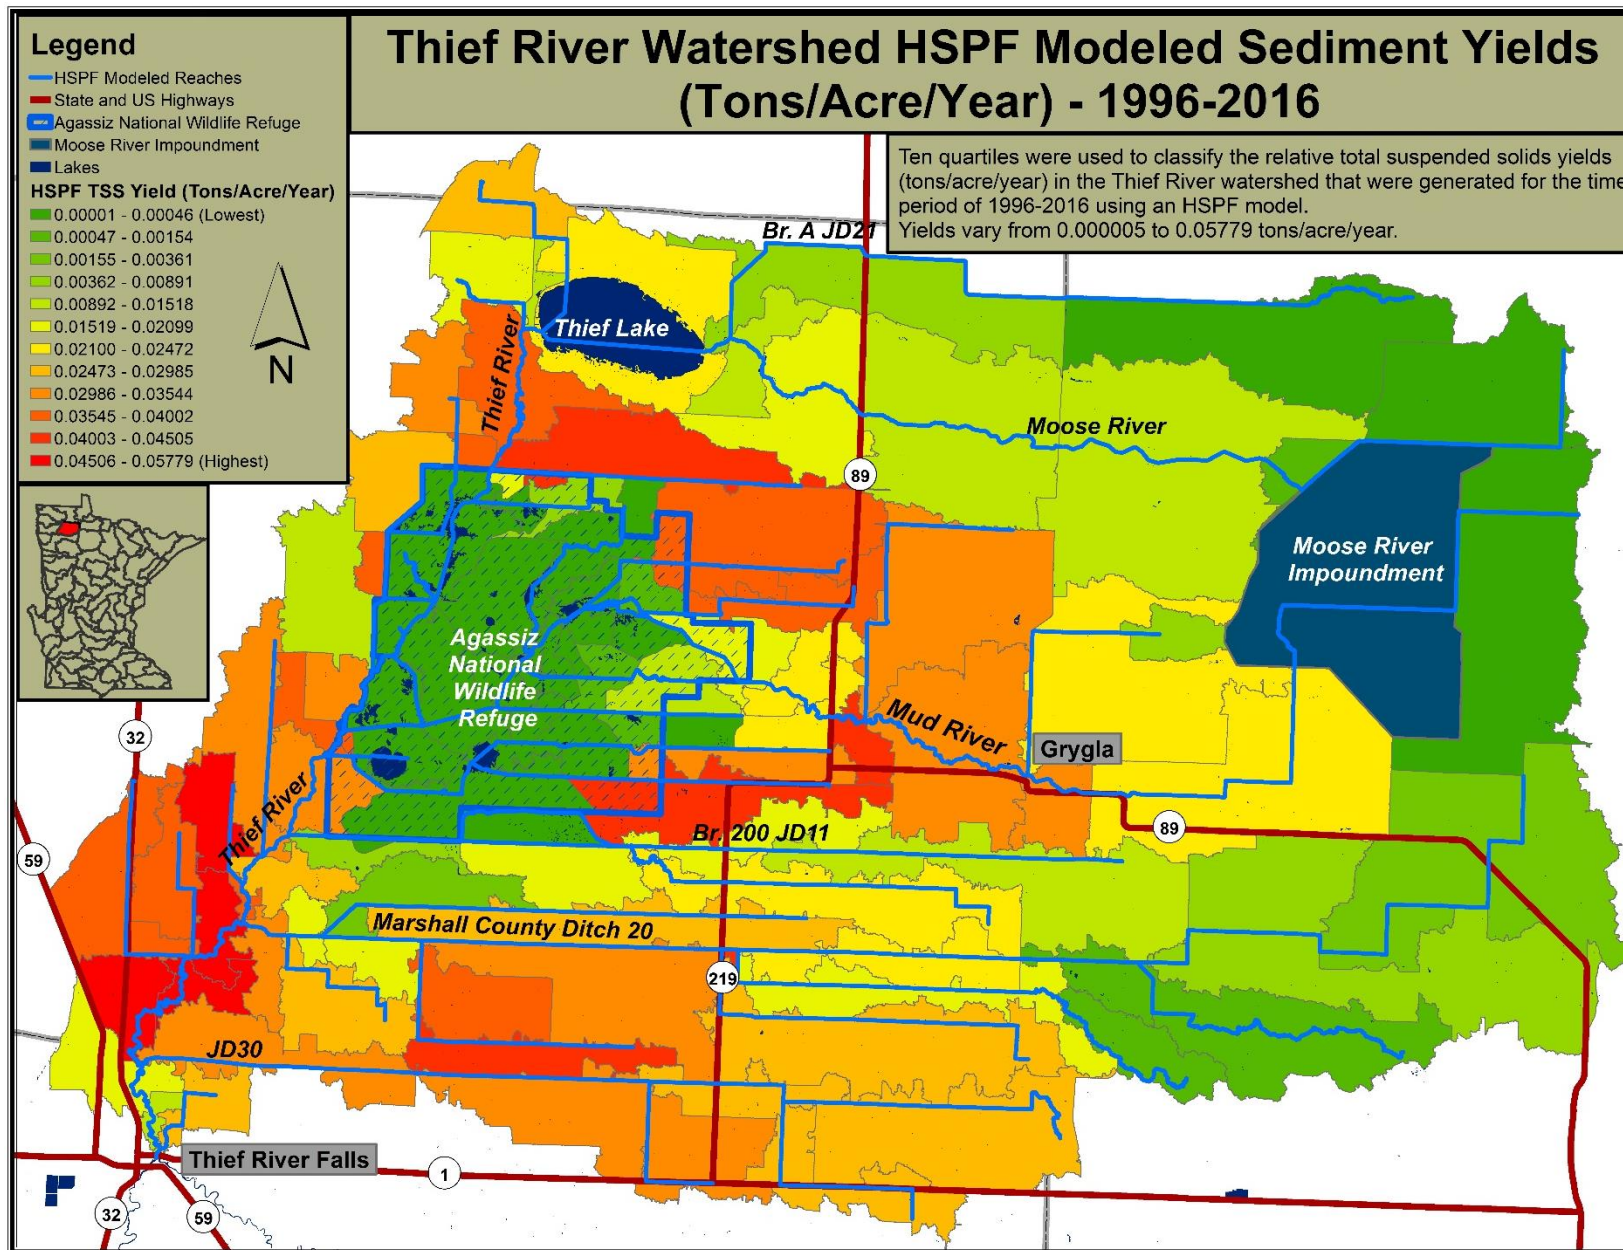 Thief River Watershed HSPF Modeled Sediment Yields
(Tons/Acre/Year) - 1996-2016
Legend
HSPF Modeled Reaches
State and US Highways
Agassiz National Wildlife Refuge
Moose River Impoundment
Lakes
HSPF TSS Yield (Tons/Acre/Year)
0.00001 - 0.00046 (Lowest)
0.00047 - 0.00154
0.00155 - 0.00361
0.00362 - 0.00891
0.00892 - 0.01518
0.01519 - 0.02099
0.02100 - 0.02472
0.02473 - 0.02985
0.02986 - 0.03544
0.03545 - 0.04002
0.04003 - 0.04505
0.04506 - 0.05779 (Highest)
N
Ten quartiles were used to classify the relative total suspended solids yields
(tons/acre/year) in the Thief River watershed that were generated for the time
period of 1996-2016 using an HSPF model.
Yields vary from 0.000005 to 0.05779 tons/acre/year.
Br. A JD21
Thief Lake
Thief River
Moose River
89
Moose River
Impoundment
Agassiz
National
Wildlife
Refuge
Mud River
Grygla
32
Thief River
Br. 200 JD11
89
59
Marshall County Ditch 20
219
JD30
Thief River Falls
1
32
59